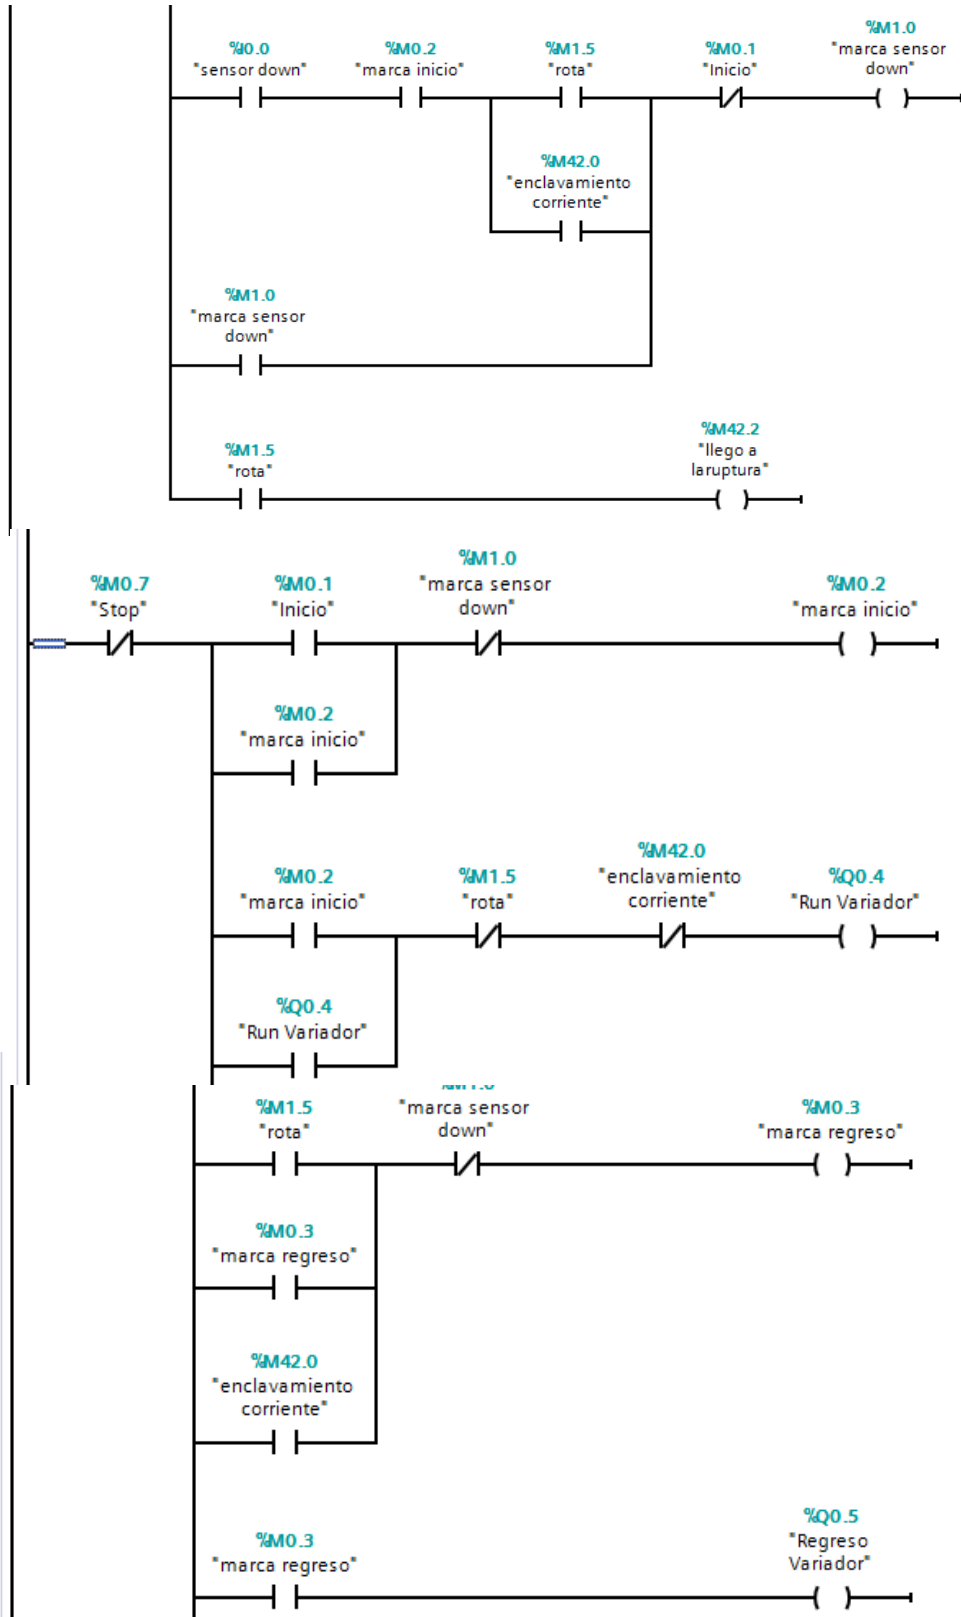 %I0.0
"sensor down"
%M0.2
"marca inicio"
%M1.5
"rota"
%M0.1
"Inicio"
%M1.0
"marca sensor
down"
%M42.0
"enclavamiento
corriente"
%M1.0
"marca sensor
down"
%M1.5
"rota"
%M42.2
"llego a
laruptura"
%M0.7
"Stop"
%M0.1
"Inicio"
%M1.0
"marca sensor
down"
%M0.2
"marca inicio"
%M0.2
"marca inicio"
%M0.2
"marca inicio"
%M1.5
"rota"
%M42.0
"enclavamiento
corriente"
%Q0.4
"Run Variador"
%Q0.4
"Run Variador"
%M1.5
"rota"
"marca sensor
down"
%M0.3
"marca regreso"
%M0.3
"marca regreso"
%M42.0
"enclavamiento
corriente"
%M0.3
"marca regreso"
%Q0.5
"Regreso
Variador"